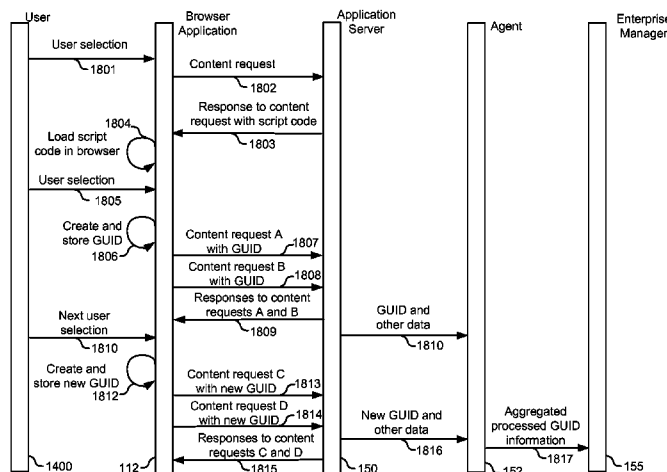 User
Browser
Application
Application
Server
Agent
Enterprise
Manager
User selection
1801
Content request
1802
Response to content
request with script code
1803
1804
Load script
code in browser
User selection
1805
Create and
store GUID
1806
Content request A
with GUID
1807
Content request B
with GUID
1808
Responses to content
requests A and B
1809
GUID and
other data
1810
Next user
selection
1810
Create and
store new GUID
1812
Content request C
with new GUID
1813
Content request D
with new GUID
1814
New GUID and
other data
1816
Aggregated
processed GUID
information
1817
Responses to content
requests C and D
1815
1400
112
150
152
155